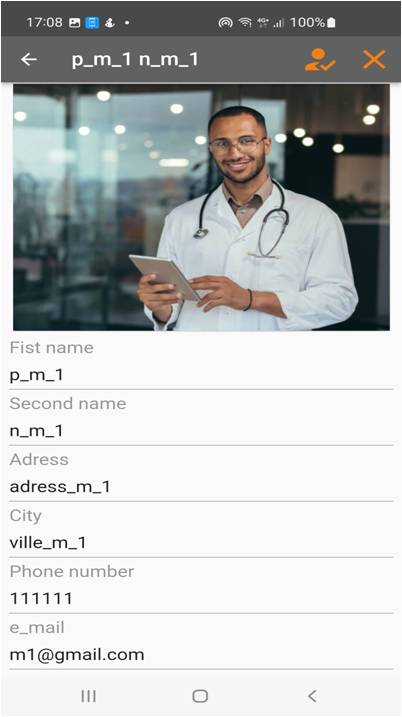 17:08 4G+ 100%
p_m_1 n_m_1
Fist name
p_m_1
Second name
n_m_1
Adress
adress_m_1
City
ville_m_1
Phone number
111111
e_mail
m1@gmail.com